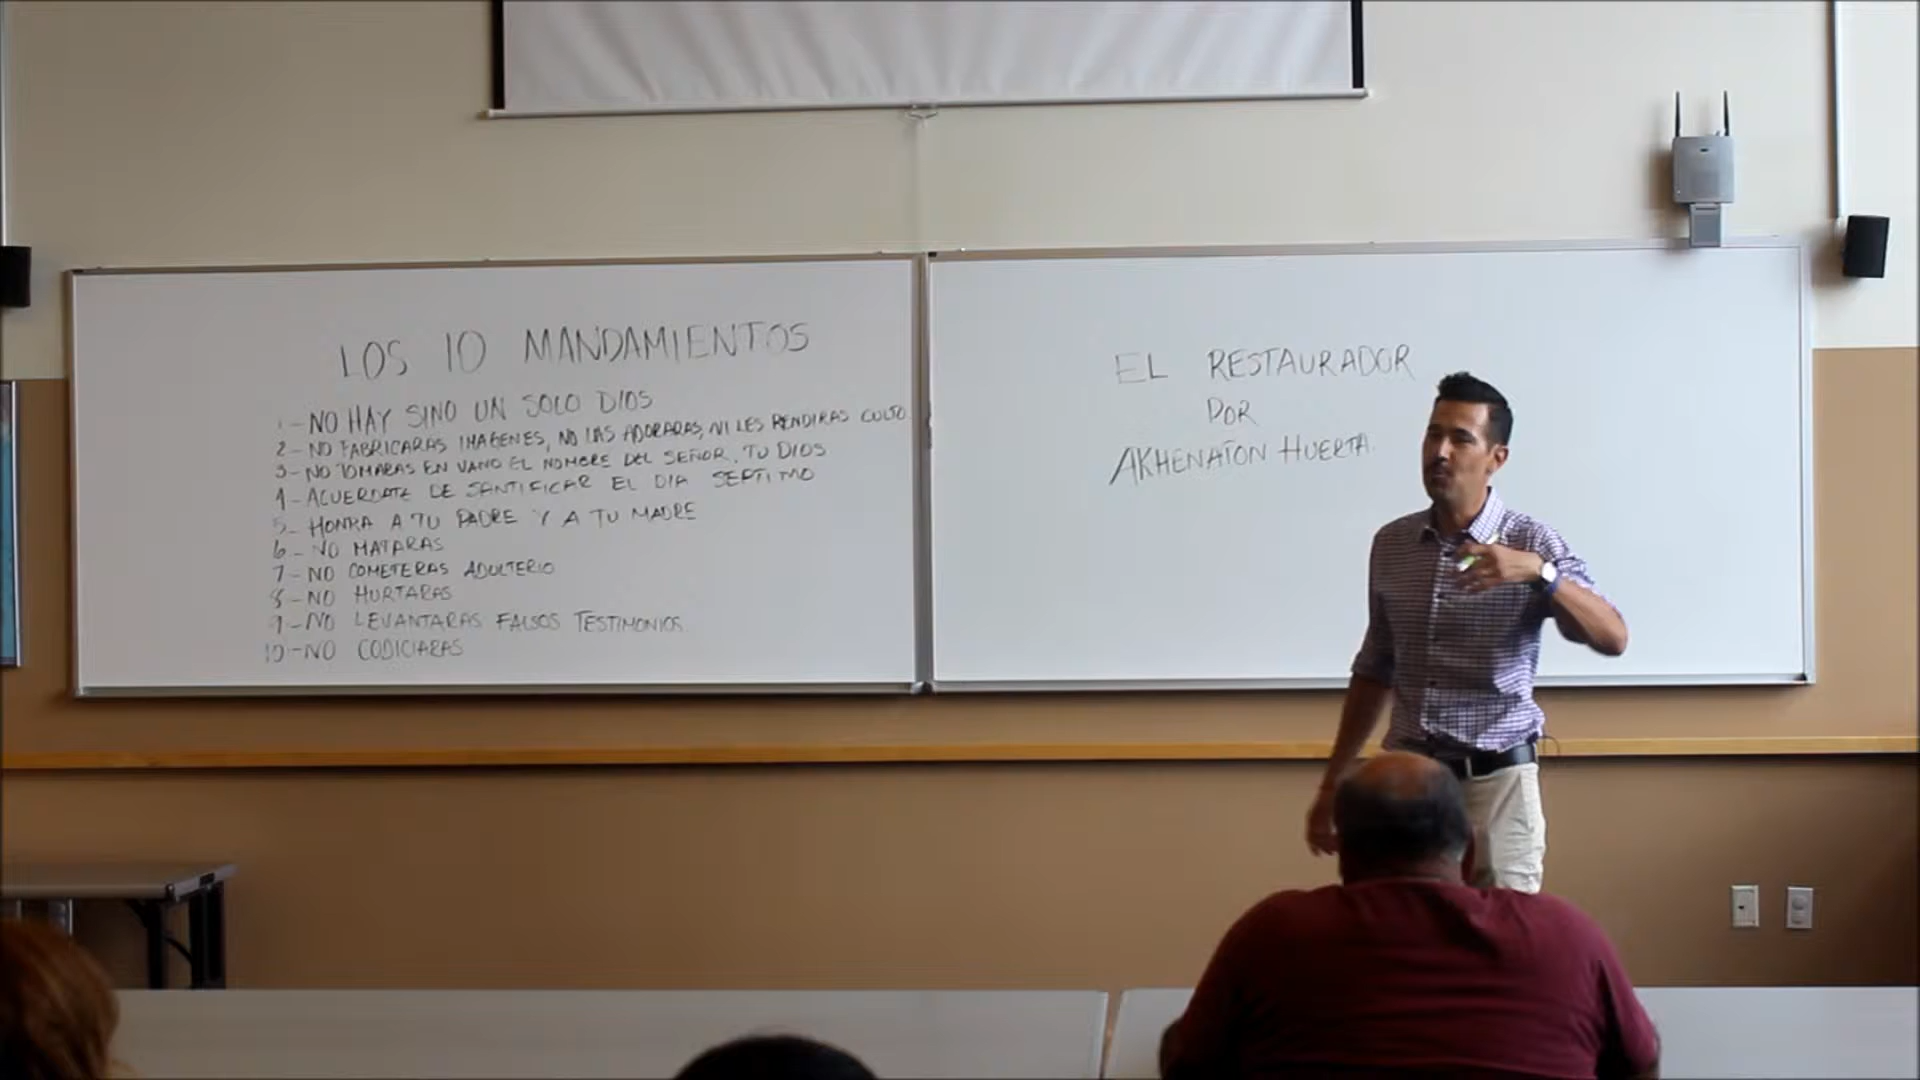 LOS 10 MANDAMIENTOS
1- NO HAY SINO UN SOLO DIOS
2- NO FABRICARAS IMAGENES, NO LAS ADORARAS, NI LES RENDIRAS CULTO
3- NO TOMARAS EN VANO EL NOMBRE DEL SEÑOR, TU DIOS
4- ACUERDATE DE SANTIFICAR EL DIA SEPTIMO
5- HONRA A TU PADRE Y A TU MADRE
6- NO MATARAS
7- NO COMETERAS ADULTERIO
8- NO HURTARAS
9- NO LEVANTARAS FALSOS TESTIMONIOS
10- NO CODICIARAS
EL RESTAURADOR
POR
AKHENATON HUERTA